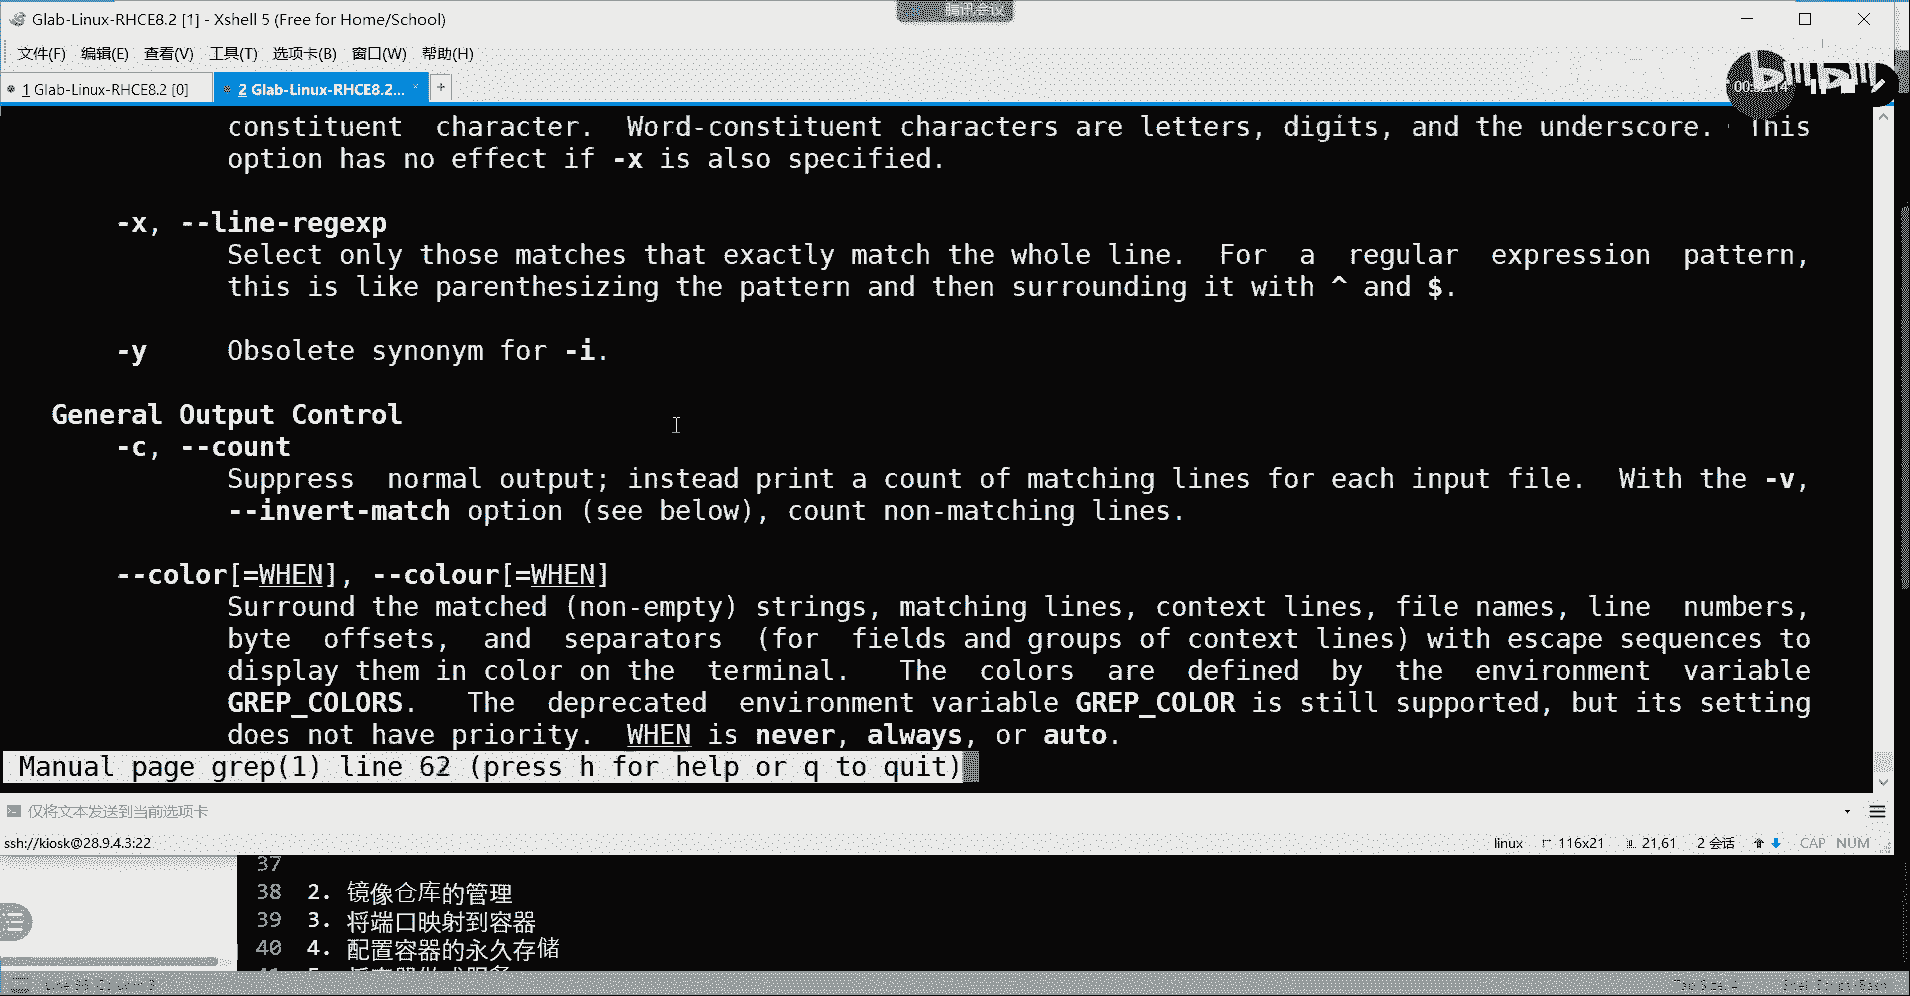 Glab-Linux-RHCE8.2 [1] - Xshell 5 (Free for Home/School)
腾讯会议
文件(F) 编辑(E) 查看(V) 工具(T) 选项卡(B) 窗口(W) 帮助(H)
1 Glab-Linux-RHCE8.2 [0]
2 Glab-Linux-RHCE8.2...
+
bilibili
constituent character. Word-constituent characters are letters, digits, and the underscore. This
option has no effect if -x is also specified.
-x, --line-regexp
Select only those matches that exactly match the whole line. For a regular expression pattern,
this is like parenthesizing the pattern and then surrounding it with ^ and $.
-y Obsolete synonym for -i.
General Output Control
-c, --count
Suppress normal output; instead print a count of matching lines for each input file. With the -v,
--invert-match option (see below), count non-matching lines.
--color[=WHEN], --colour[=WHEN]
Surround the matched (non-empty) strings, matching lines, context lines, file names, line numbers,
byte offsets, and separators (for fields and groups of context lines) with escape sequences to
display them in color on the terminal. The colors are defined by the environment variable
GREP_COLORS. The deprecated environment variable GREP_COLOR is still supported, but its setting
does not have priority. WHEN is never, always, or auto.
Manual page grep(1) line 62 (press h for help or q to quit)
仅将文本发送到当前选项卡
ssh://kiosk@28.9.4.3:22 linux 116x21 21,61 2 会话 CAP NUM
37
38 2. 镜像仓库的管理
39 3. 将端口映射到容器
40 4. 配置容器的永久存储